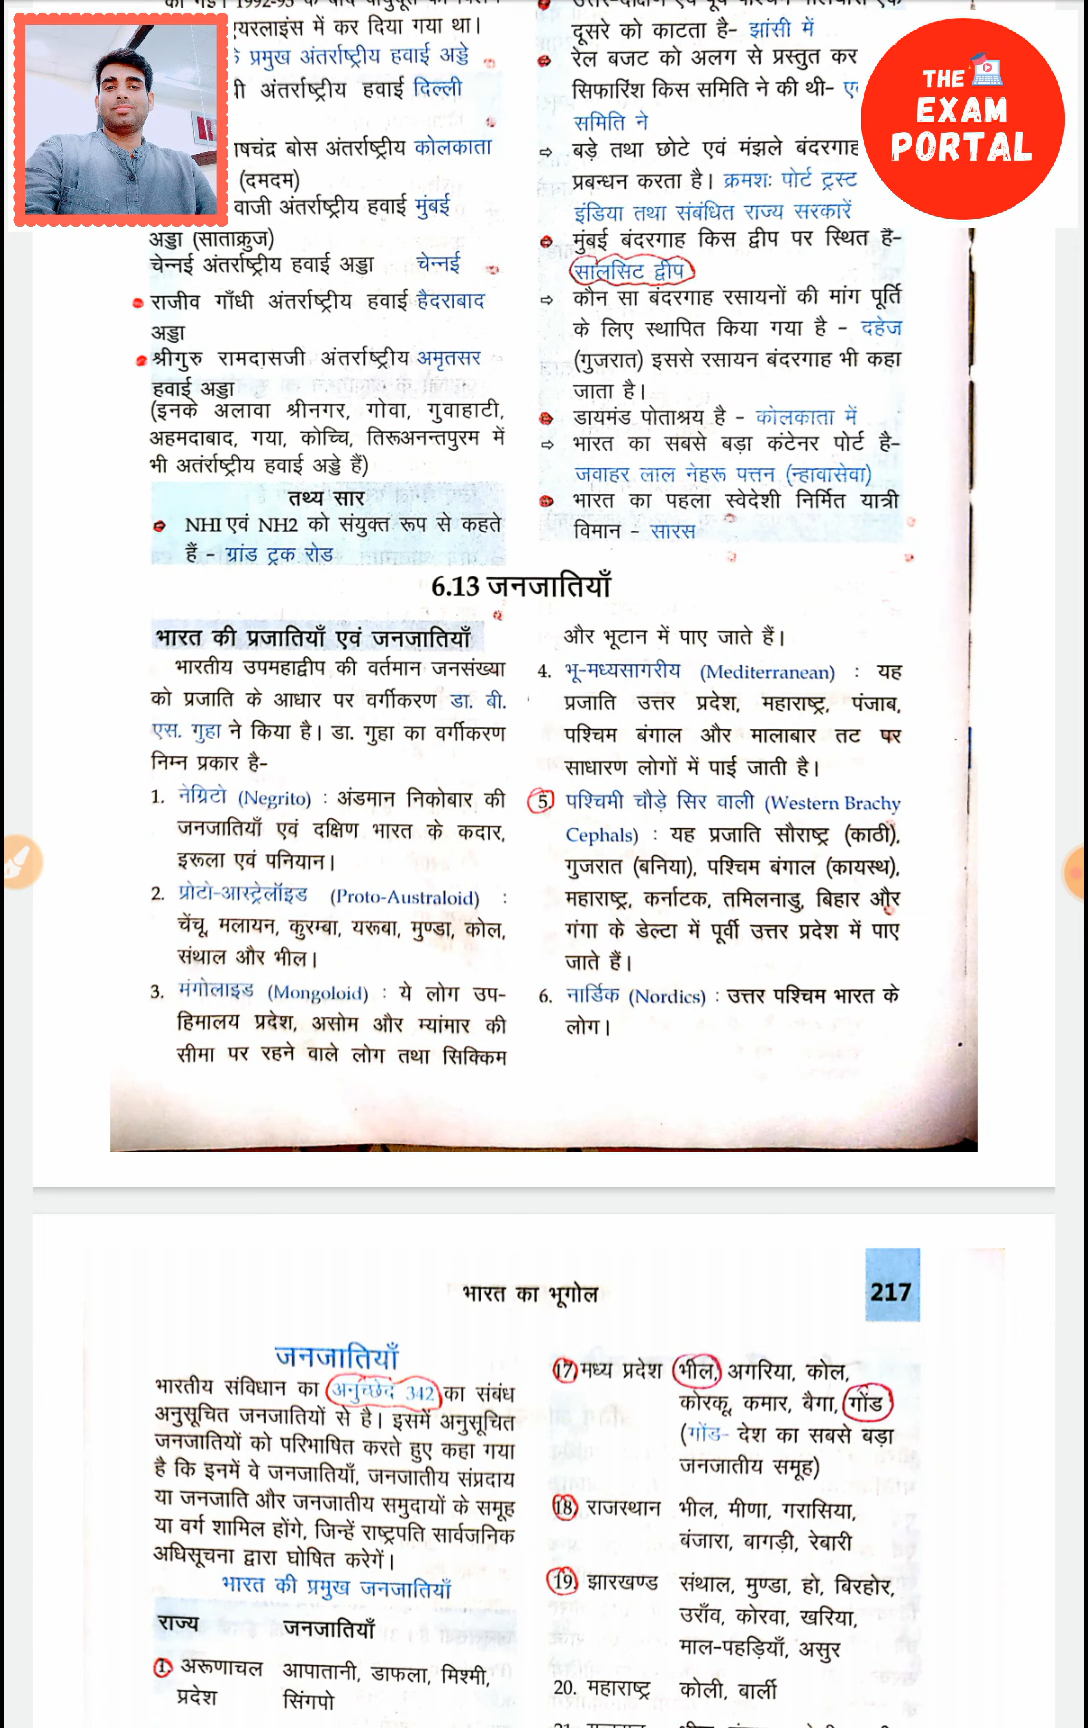 यरलाइंस में कर दिया गया था।
प्रमुख अंतर्राष्ट्रीय हवाई अड्डे
अंतर्राष्ट्रीय हवाई दिल्ली
चंद्र बोस अंतर्राष्ट्रीय कोलकाता
(दमदम)
वाजी अंतर्राष्ट्रीय हवाई मुंबई
अड्डा (सांताक्रुज)
चेन्नई अंतर्राष्ट्रीय हवाई अड्डा चेन्नई
राजीव गाँधी अंतर्राष्ट्रीय हवाई हैदराबाद
अड्डा
श्रीगुरु रामदासजी अंतर्राष्ट्रीय अमृतसर
हवाई अड्डा
(इनके अलावा श्रीनगर, गोवा, गुवाहाटी,
अहमदाबाद, गया, कोच्चि, तिरूअनन्तपुरम में
भी अतंर्राष्ट्रीय हवाई अड्डे हैं)
तथ्य सार
NHI एवं NH2 को संयुक्त रूप से कहते
हैं - ग्रांड ट्रक रोड
दूसरे को काटता है- झांसी में
रेल बजट को अलग से प्रस्तुत कर
सिफारिंश किस समिति ने की थी- ए
समिति ने
⇨ बड़े तथा छोटे एवं मंझले बंदरगाह
प्रबन्धन करता है। क्रमशः पोर्ट ट्रस्ट
इंडिया तथा संबंधित राज्य सरकारें
मुंबई बंदरगाह किस द्वीप पर स्थित है-
सालसिट द्वीप
⇨ कौन सा बंदरगाह रसायनों की मांग पूर्ति
के लिए स्थापित किया गया है - दहेज
(गुजरात) इससे रसायन बंदरगाह भी कहा
जाता है।
डायमंड पोताश्रय है - कोलकाता में
⇨ भारत का सबसे बड़ा कंटेनर पोर्ट है-
जवाहर लाल नेहरू पत्तन (न्हावासेवा)
भारत का पहला स्वेदेशी निर्मित यात्री
विमान - सारस
THE
EXAM
PORTAL
6.13 जनजातियाँ
भारत की प्रजातियाँ एवं जनजातियाँ
भारतीय उपमहाद्वीप की वर्तमान जनसंख्या
को प्रजाति के आधार पर वर्गीकरण डा. बी.
एस. गुहा ने किया है। डा. गुहा का वर्गीकरण
निम्न प्रकार है-
1. नेग्रिटो (Negrito) : अंडमान निकोबार की
जनजातियाँ एवं दक्षिण भारत के कदार,
इरूला एवं पनियान।
2. प्रोटो-आस्ट्रेलॉइड (Proto-Australoid) :
चेंचू, मलायन, कुरम्बा, यरूबा, मुण्डा, कोल,
संथाल और भील।
3. मंगोलाइड (Mongoloid) : ये लोग उप-
हिमालय प्रदेश, असोम और म्यांमार की
सीमा पर रहने वाले लोग तथा सिक्किम
और भूटान में पाए जाते हैं।
4. भू-मध्यसागरीय (Mediterranean) : यह
प्रजाति उत्तर प्रदेश, महाराष्ट्र, पंजाब,
पश्चिम बंगाल और मालाबार तट पर
साधारण लोगों में पाई जाती है।
5 पश्चिमी चौड़े सिर वाली (Western Brachy
Cephals) : यह प्रजाति सौराष्ट्र (काठी),
गुजरात (बनिया), पश्चिम बंगाल (कायस्थ),
महाराष्ट्र, कर्नाटक, तमिलनाडु, बिहार और
गंगा के डेल्टा में पूर्वी उत्तर प्रदेश में पाए
जाते हैं।
6. नार्डिक (Nordics) : उत्तर पश्चिम भारत के
लोग।
भारत का भूगोल 217
जनजातियाँ
भारतीय संविधान का अनुच्छेद 342 का संबंध
अनुसूचित जनजातियों से है। इसमें अनुसूचित
जनजातियों को परिभाषित करते हुए कहा गया
है कि इनमें वे जनजातियाँ, जनजातीय संप्रदाय
या जनजाति और जनजातीय समुदायों के समूह
या वर्ग शामिल होंगे, जिन्हें राष्ट्रपति सार्वजनिक
अधिसूचना द्वारा घोषित करेगें।
भारत की प्रमुख जनजातियाँ
राज्य जनजातियाँ
1. अरूणाचल आपातानी, डाफला, मिश्मी,
प्रदेश सिंगपो
17 मध्य प्रदेश भील, अगरिया, कोल,
कोरकू, कमार, बैगा, गोंड
(गोंड- देश का सबसे बड़ा
जनजातीय समूह)
18 राजस्थान भील, मीणा, गरासिया,
बंजारा, बागड़ी, रेबारी
19. झारखण्ड संथाल, मुण्डा, हो, बिरहोर,
उराँव, कोरवा, खरिया,
माल-पहड़ियाँ, असुर
20. महाराष्ट्र कोली, बार्ली